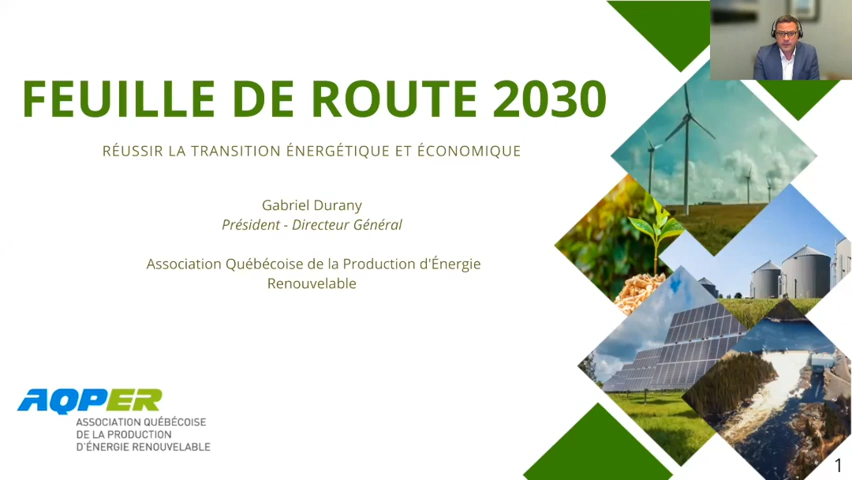 FEUILLE DE ROUTE 2030
RÉUSSIR LA TRANSITION ÉNERGÉTIQUE ET ÉCONOMIQUE
Gabriel Durany
Président - Directeur Général
Association Québécoise de la Production d'Énergie
Renouvelable
AQPER
ASSOCIATION QUÉBÉCOISE
DE LA PRODUCTION
D'ÉNERGIE RENOUVELABLE
1